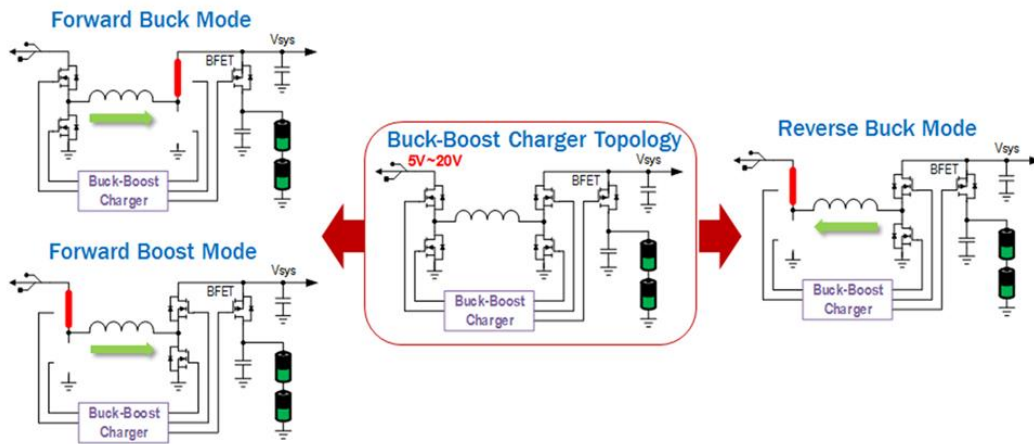 Forward Buck Mode
Vsys
BFET
Buck-Boost
Charger
Forward Boost Mode
Vsys
BFET
Buck-Boost
Charger
Buck-Boost Charger Topology
5V~20V
Vsys
BFET
Buck-Boost
Charger
Reverse Buck Mode
Vsys
BFET
Buck-Boost
Charger